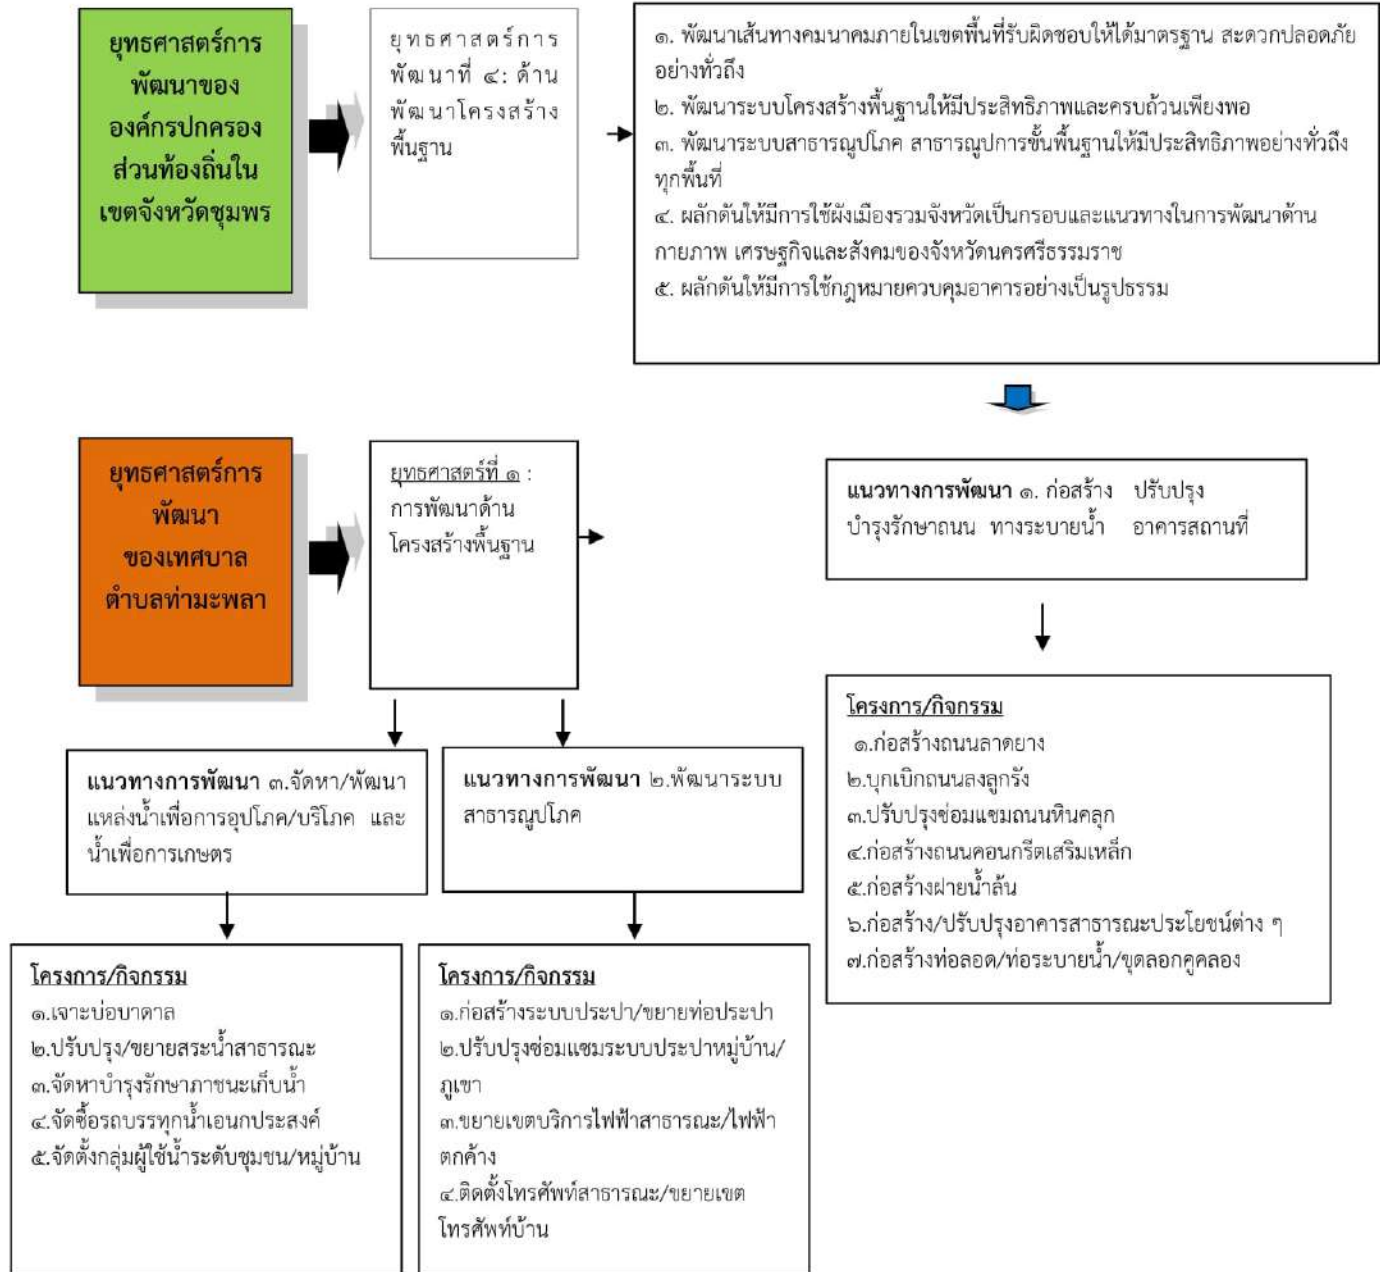 ยุทธศาสตร์การ
พัฒนาของ
องค์กรปกครอง
ส่วนท้องถิ่นใน
เขตจังหวัดชุมพร
ยุทธศาสตร์การ
พัฒนาที่ ๔: ด้าน
พัฒนาโครงสร้าง
พื้นฐาน
๑. พัฒนาเส้นทางคมนาคมภายในเขตพื้นที่รับผิดชอบให้ได้มาตรฐาน สะดวกปลอดภัย
อย่างทั่วถึง
๒. พัฒนาระบบโครงสร้างพื้นฐานให้มีประสิทธิภาพและครบถ้วนเพียงพอ
๓. พัฒนาระบบสาธารณูปโภค สาธารณูปการขั้นพื้นฐานให้มีประสิทธิภาพอย่างทั่วถึง
ทุกพื้นที่
๔. ผลักดันให้มีการใช้ผังเมืองรวมจังหวัดเป็นกรอบและแนวทางในการพัฒนาด้าน
กายภาพ เศรษฐกิจและสังคมของจังหวัดนครศรีธรรมราช
๕. ผลักดันให้มีการใช้กฎหมายควบคุมอาคารอย่างเป็นรูปธรรม
ยุทธศาสตร์การ
พัฒนา
ของเทศบาล
ตำบลท่ามะพลา
ยุทธศาสตร์ที่ ๑ :
การพัฒนาด้าน
โครงสร้างพื้นฐาน
แนวทางการพัฒนา ๑. ก่อสร้าง ปรับปรุง
บำรุงรักษาถนน ทางระบายน้ำ อาคารสถานที่
โครงการ/กิจกรรม
๑.ก่อสร้างถนนลาดยาง
๒.บุกเบิกถนนลงลูกรัง
๓.ปรับปรุงซ่อมแซมถนนหินคลุก
๔.ก่อสร้างถนนคอนกรีตเสริมเหล็ก
๕.ก่อสร้างฝายน้ำล้น
๖.ก่อสร้าง/ปรับปรุงอาคารสาธารณะประโยชน์ต่าง ๆ
๗.ก่อสร้างท่อลอด/ท่อระบายน้ำ/ขุดลอกคูคลอง
แนวทางการพัฒนา ๓.จัดหา/พัฒนา
แหล่งน้ำเพื่อการอุปโภค/บริโภค และ
น้ำเพื่อการเกษตร
แนวทางการพัฒนา ๒.พัฒนาระบบ
สาธารณูปโภค
โครงการ/กิจกรรม
๑.เจาะบ่อบาดาล
๒.ปรับปรุง/ขยายสระน้ำสาธารณะ
๓.จัดหาบำรุงรักษาภาชนะเก็บน้ำ
๔.จัดซื้อรถบรรทุกน้ำเอนกประสงค์
๕.จัดตั้งกลุ่มผู้ใช้น้ำระดับชุมชน/หมู่บ้าน
โครงการ/กิจกรรม
๑.ก่อสร้างระบบประปา/ขยายท่อประปา
๒.ปรับปรุงซ่อมแซมระบบประปาหมู่บ้าน/
ภูเขา
๓.ขยายเขตบริการไฟฟ้าสาธารณะ/ไฟฟ้า
ตกค้าง
๔.ติดตั้งโทรศัพท์สาธารณะ/ขยายเขต
โทรศัพท์บ้าน